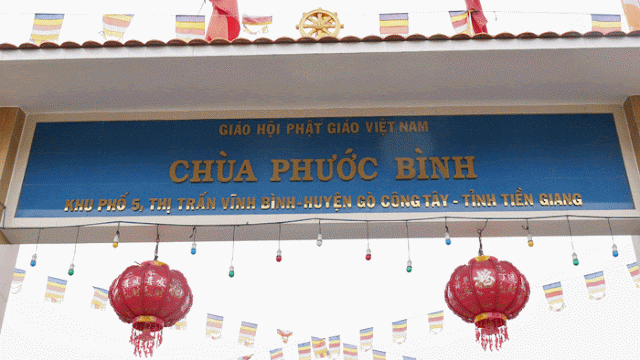 GIÁO HỘI PHẬT GIÁO VIỆT NAM
CHÙA PHƯỚC BÌNH
KHU PHỐ 5, THỊ TRẤN VĨNH BÌNH - HUYỆN GÒ CÔNG TÂY - TỈNH TIỀN GIANG